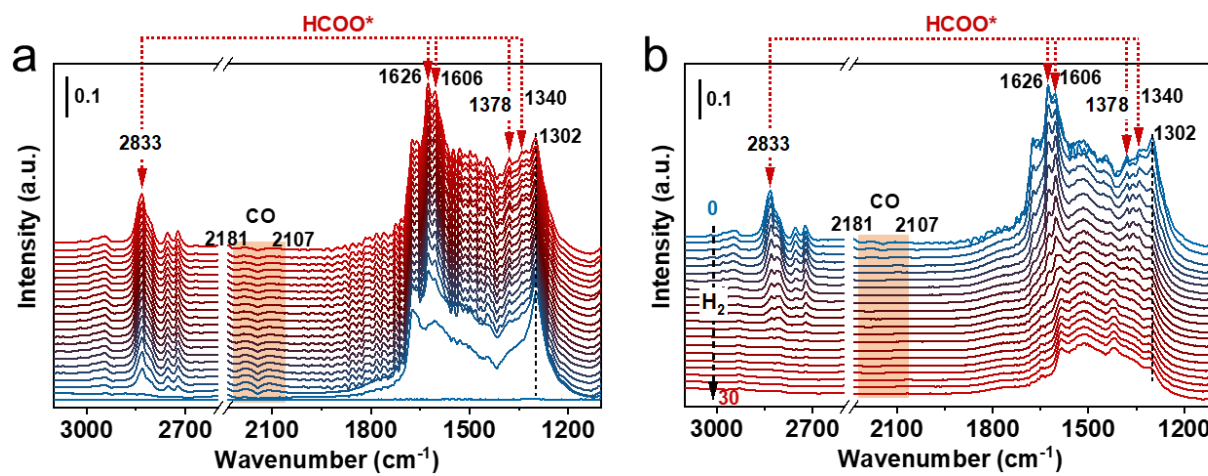 a
HCOO*
0.1
2833
1626
1606
1378
1340
1302
CO
2181
2107
Intensity (a.u.)
3000
2700
2100
1800
1500
1200
Wavenumber (cm⁻¹)
b
HCOO*
0.1
2833
1626
1606
1378
1340
1302
0
H₂
30
CO
2181
2107
Intensity (a.u.)
3000
2700
2100
1800
1500
1200
Wavenumber (cm⁻¹)